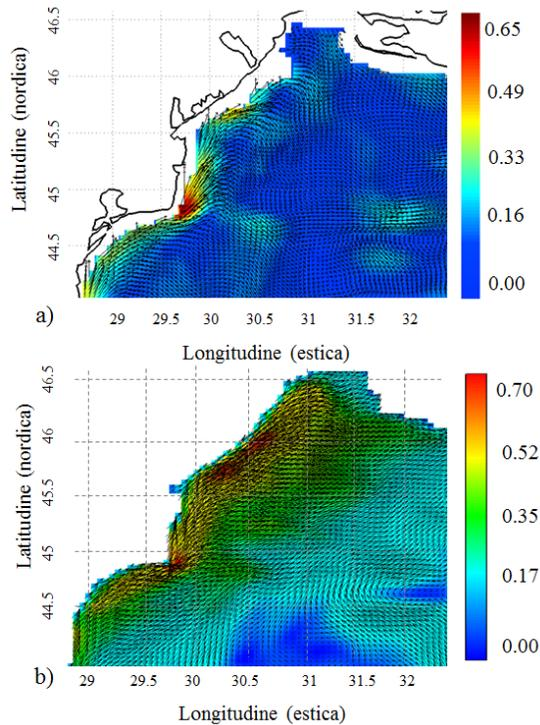 46.5
46
45.5
45
44.5
Latitudine (nordica)
0.65
0.49
0.33
0.16
0.00
a)
29 29.5 30 30.5 31 31.5 32
Longitudine (estica)
46.5
46
45.5
45
44.5
Latitudine (nordica)
0.70
0.52
0.35
0.17
0.00
b)
29 29.5 30 30.5 31 31.5 32
Longitudine (estica)